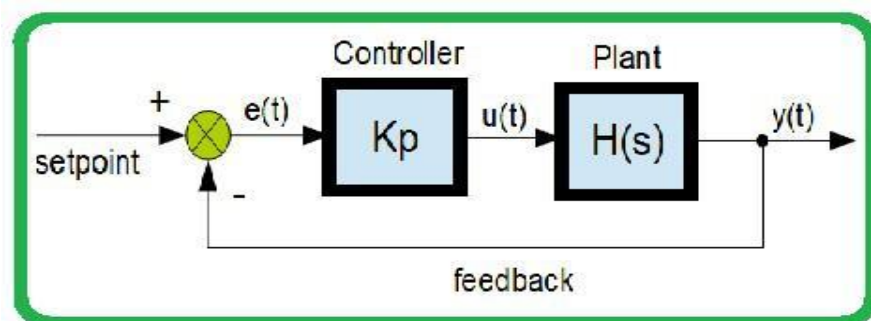 Controller
Plant
+
e(t)
Kp
u(t)
H(s)
y(t)
setpoint
-
feedback